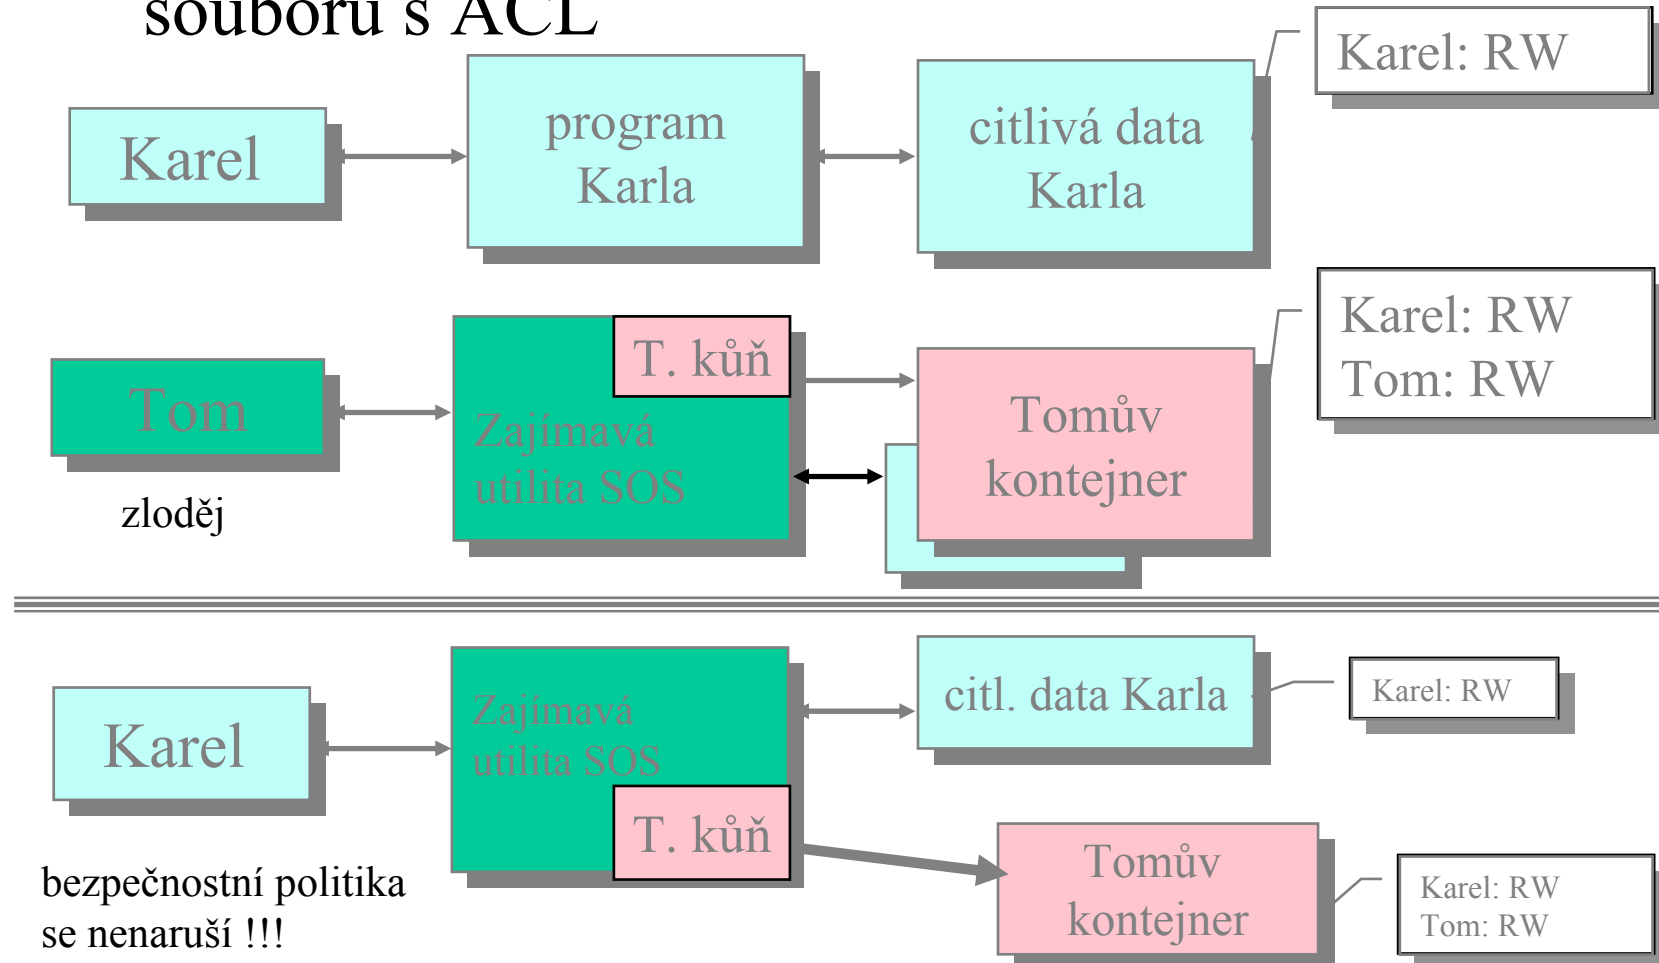 souborů s ACL
Karel: RW
Karel
program
Karla
citlivá data
Karla
Karel: RW
Tom: RW
T. kůň
Tom
Zajímavá
utilita SOS
Tomův
kontejner
zloděj
Karel
Zajímavá
utilita SOS
T. kůň
citl. data Karla
Karel: RW
Tomův
kontejner
Karel: RW
Tom: RW
bezpečnostní politika
se nenaruší !!!